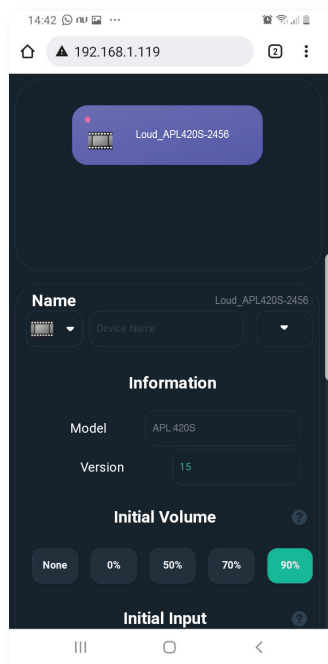 14:42
192.168.1.119
2
Loud_APL420S-2456
Name
Loud_APL420S-2456
Device Name
Information
Model
APL 420S
Version
15
Initial Volume
?
None
0%
50%
70%
90%
Initial Input
?